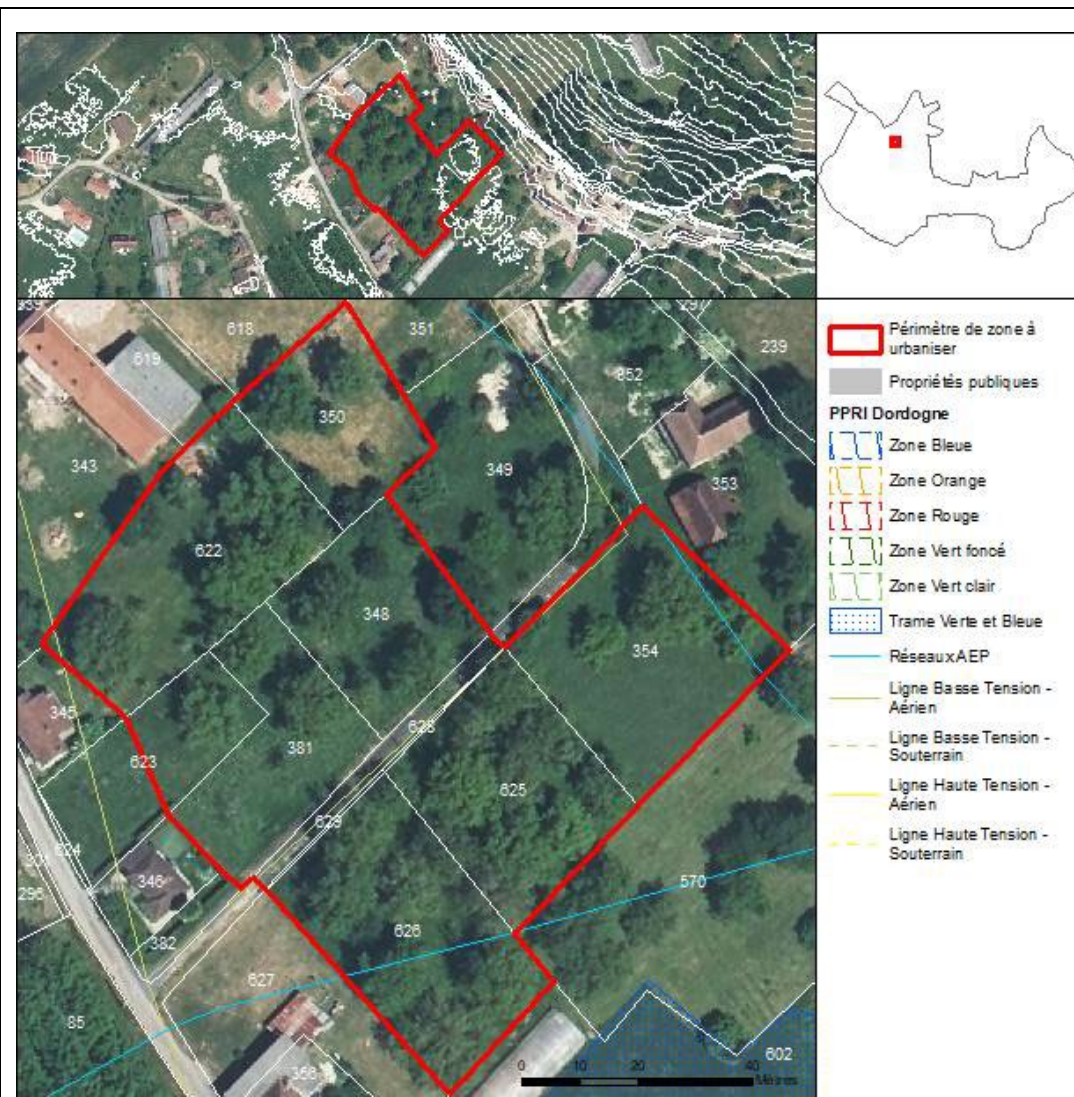 618
351
297
239
619
852
350
343
349
353
622
348
354
345
628
381
623
625
629
624
301
346
296
570
626
382
627
85
602
356
0 10 20 40
Mètres
Périmètre de zone à
urbaniser
Propriétés publiques
PPRI Dordogne
Zone Bleue
Zone Orange
Zone Rouge
Zone Vert foncé
Zone Vert clair
Trame Verte et Bleue
Réseaux AEP
Ligne Basse Tension -
Aérien
Ligne Basse Tension -
Souterrain
Ligne Haute Tension -
Aérien
Ligne Haute Tension -
Souterrain